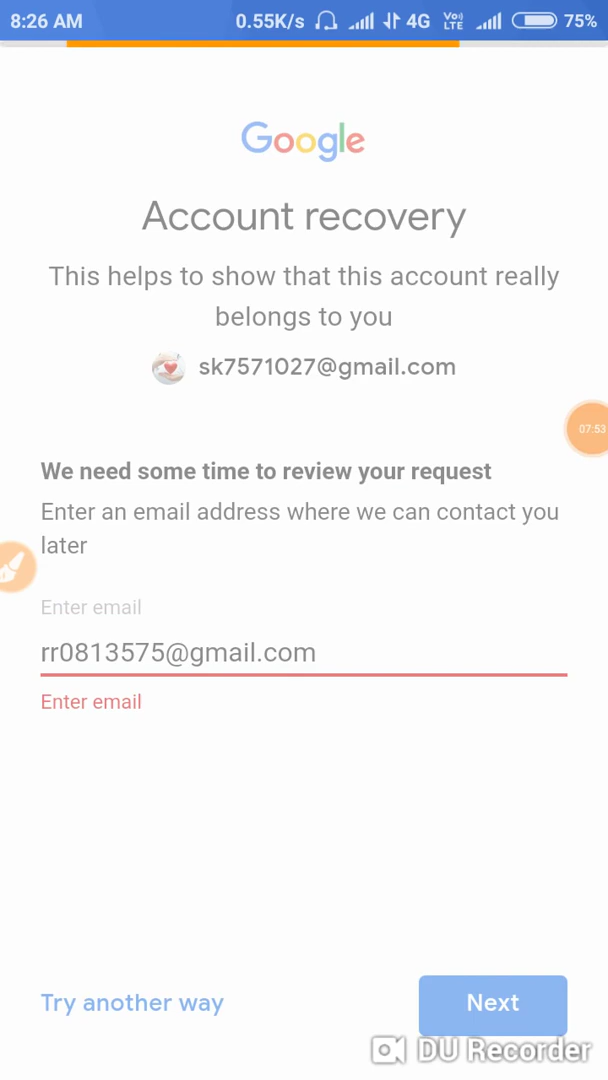 8:26 AM 0.55K/s 4G Vo)) LTE 75%
Google
Account recovery
This helps to show that this account really
belongs to you
sk7571027@gmail.com
07:53
We need some time to review your request
Enter an email address where we can contact you
later
Enter email
rr0813575@gmail.com
Enter email
Try another way
Next
DU Recorder